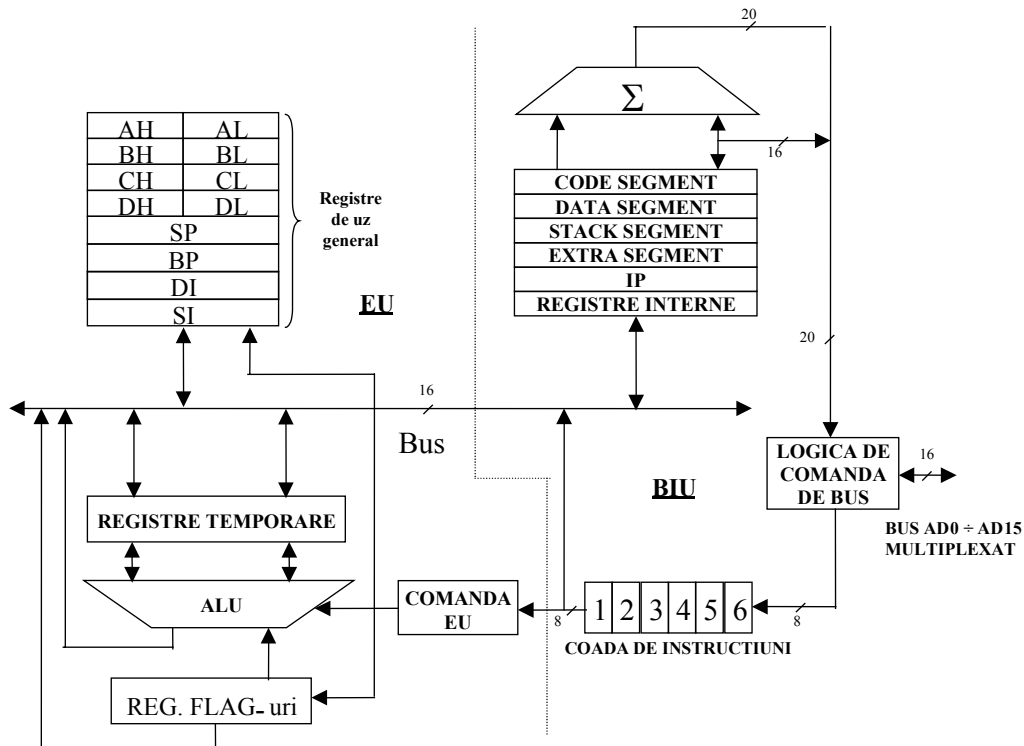 20
Σ
AH AL
BH BL
CH CL
DH DL
SP
BP
DI
SI
Registre
de uz
general
EU
16
CODE SEGMENT
DATA SEGMENT
STACK SEGMENT
EXTRA SEGMENT
IP
REGISTRE INTERNE
20
16
Bus
LOGICA DE
COMANDA
DE BUS
16
BIU
BUS AD0 ÷ AD15
MULTIPLEXAT
REGISTRE TEMPORARE
ALU
COMANDA
EU
8
1 2 3 4 5 6
8
COADA DE INSTRUCTIUNI
REG. FLAG- uri